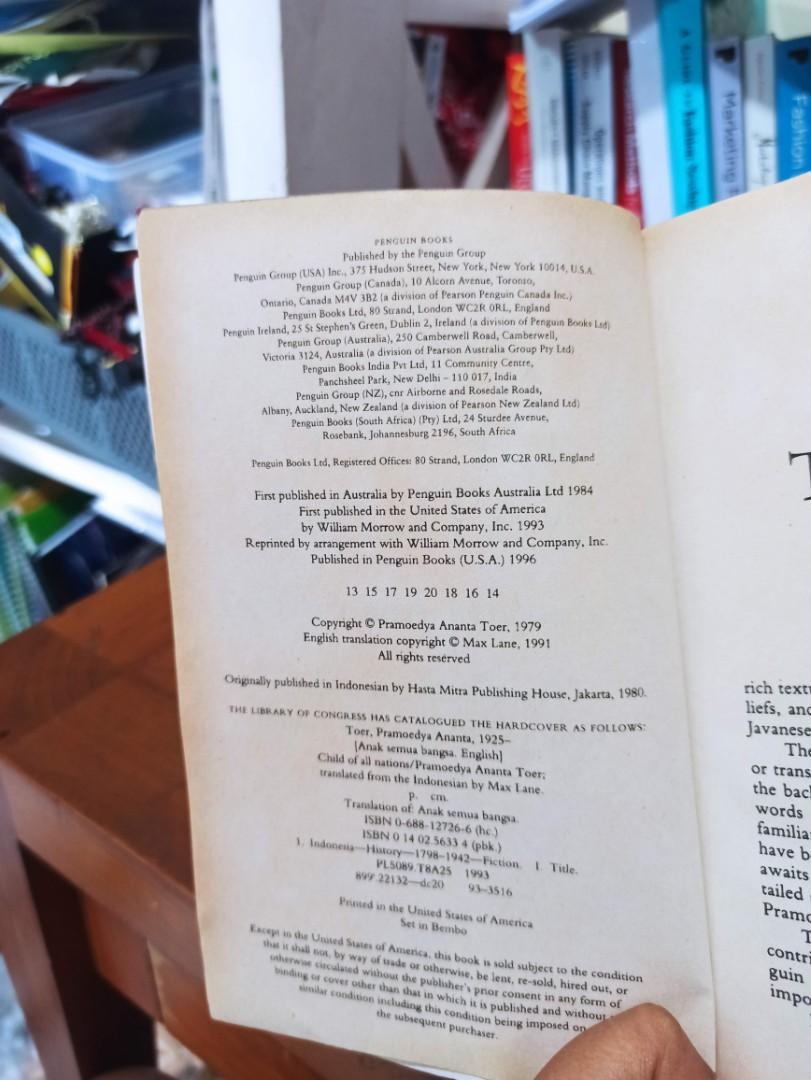 PENGUIN BOOKS
Published by the Penguin Group
Penguin Group (USA) Inc., 375 Hudson Street, New York, New York 10014, U.S.A.
Penguin Group (Canada), 10 Alcorn Avenue, Toronto,
Ontario, Canada M4V 3B2 (a division of Pearson Penguin Canada Inc.)
Penguin Books Ltd, 80 Strand, London WC2R 0RL, England
Penguin Ireland, 25 St Stephen's Green, Dublin 2, Ireland (a division of Penguin Books Ltd)
Penguin Group (Australia), 250 Camberwell Road, Camberwell,
Victoria 3124, Australia (a division of Pearson Australia Group Pty Ltd)
Penguin Books India Pvt Ltd, 11 Community Centre,
Panchsheel Park, New Delhi – 110 017, India
Penguin Group (NZ), cnr Airborne and Rosedale Roads,
Albany, Auckland, New Zealand (a division of Pearson New Zealand Ltd)
Penguin Books (South Africa) (Pty) Ltd, 24 Sturdee Avenue,
Rosebank, Johannesburg 2196, South Africa
Penguin Books Ltd, Registered Offices: 80 Strand, London WC2R 0RL, England
First published in Australia by Penguin Books Australia Ltd 1984
First published in the United States of America
by William Morrow and Company, Inc. 1993
Reprinted by arrangement with William Morrow and Company, Inc.
Published in Penguin Books (U.S.A.) 1996
13 15 17 19 20 18 16 14
Copyright © Pramoedya Ananta Toer, 1979
English translation copyright © Max Lane, 1991
All rights reserved
Originally published in Indonesian by Hasta Mitra Publishing House, Jakarta, 1980.
THE LIBRARY OF CONGRESS HAS CATALOGUED THE HARDCOVER AS FOLLOWS:
Toer, Pramoedya Ananta, 1925–
[Anak semua bangsa. English]
Child of all nations/Pramoedya Ananta Toer;
translated from the Indonesian by Max Lane.
p. cm.
Translation of: Anak semua bangsa.
ISBN 0-688-12726-6 (hc.)
ISBN 0 14 02.5633 4 (pbk.)
1. Indonesia—History—1798–1942—Fiction. I. Title.
PL5089.T8A25 1993
899'.22132—dc20 93-3516
Printed in the United States of America
Set in Bembo
Except in the United States of America, this book is sold subject to the condition
that it shall not, by way of trade or otherwise, be lent, re-sold, hired out, or
otherwise circulated without the publisher's prior consent in any form of
binding or cover other than that in which it is published and without
similar condition including this condition being imposed on
the subsequent purchaser.
T
rich text
liefs, and
Javanese
The
or trans
the back
words
familia
have b
awaits
tailed
Pramo
T
contri
guin
impo
Marketing
Fashion